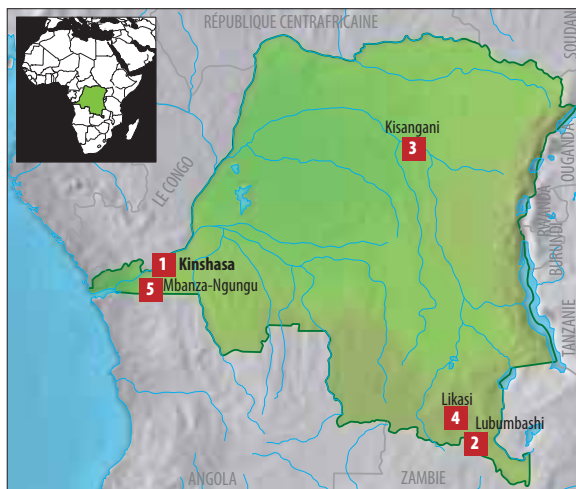 RÉPUBLIQUE CENTRAFRICAINE
SOUDAN
Kisangani
3
OUGANDA
LE CONGO
RWANDA
BURUNDI
1 Kinshasa
5 Mbanza-Ngungu
TANZANIE
Likasi
4
Lubumbashi
2
ANGOLA
ZAMBIE